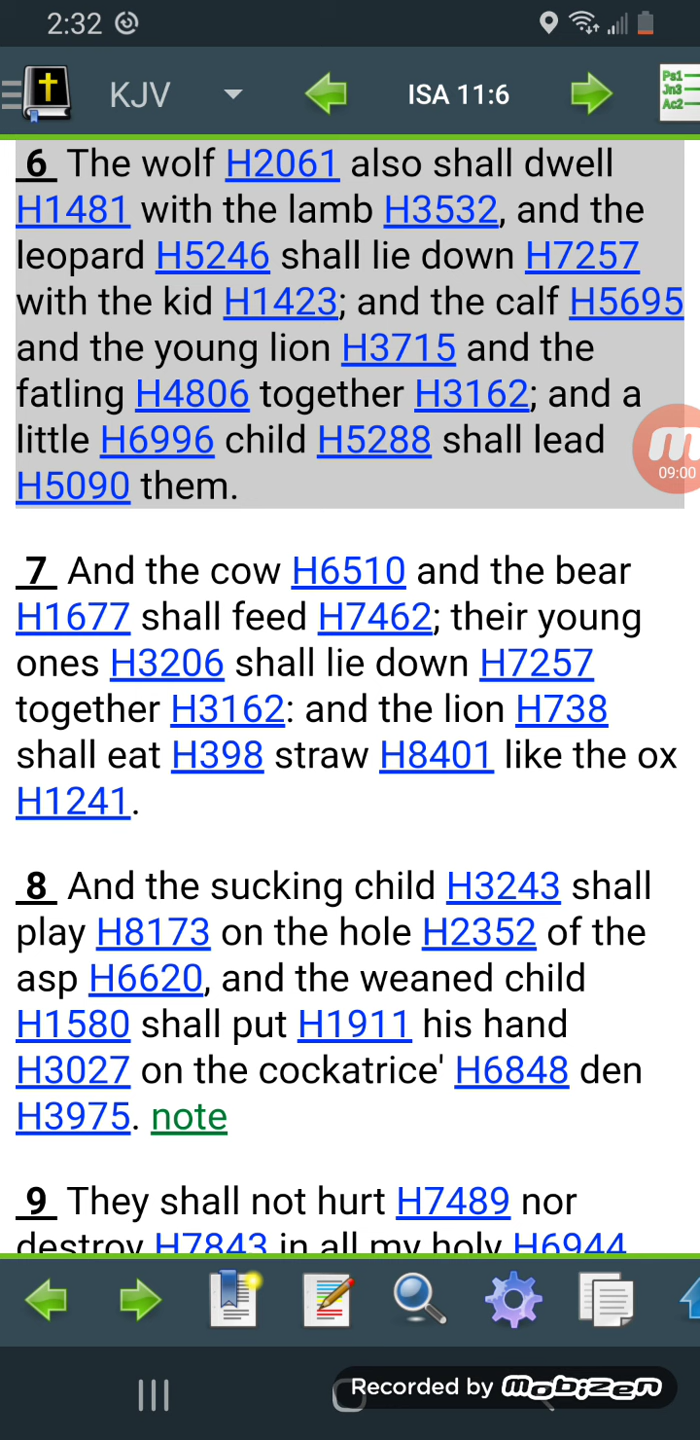 2:32
KJV
ISA 11:6
Ps1
Jn3
Ac2
6 The wolf H2061 also shall dwell
H1481 with the lamb H3532, and the
leopard H5246 shall lie down H7257
with the kid H1423; and the calf H5695
and the young lion H3715 and the
fatling H4806 together H3162; and a
little H6996 child H5288 shall lead
H5090 them.
09:00
7 And the cow H6510 and the bear
H1677 shall feed H7462; their young
ones H3206 shall lie down H7257
together H3162: and the lion H738
shall eat H398 straw H8401 like the ox
H1241.
8 And the sucking child H3243 shall
play H8173 on the hole H2352 of the
asp H6620, and the weaned child
H1580 shall put H1911 his hand
H3027 on the cockatrice' H6848 den
H3975. note
9 They shall not hurt H7489 nor
destroy H7843 in all my holy H6944
Recorded by Mobizen